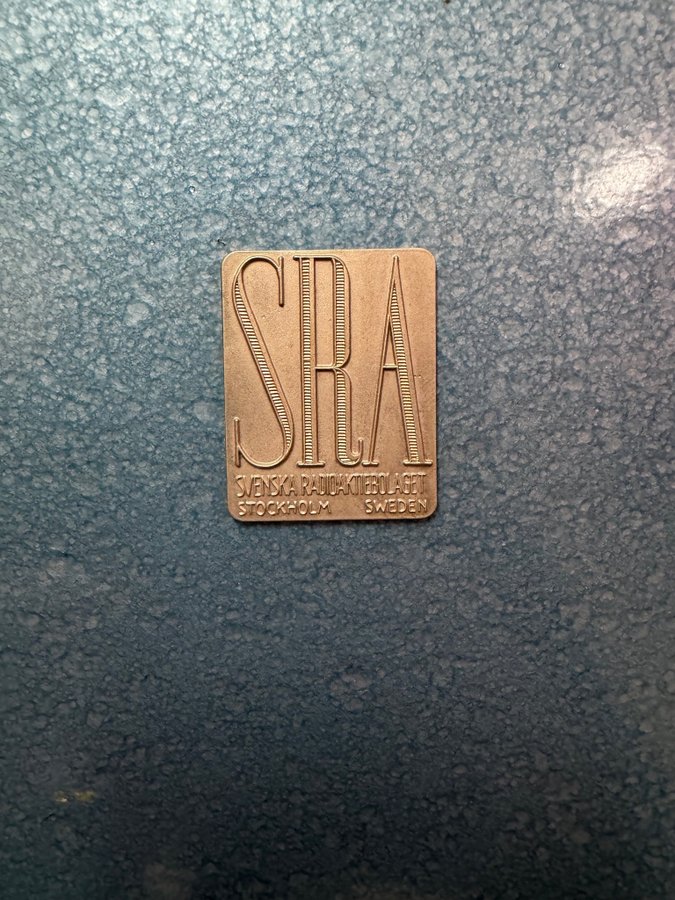 SRA
SVENSKA RADIOAKTIEBOLAGET
STOCKHOLM SWEDEN